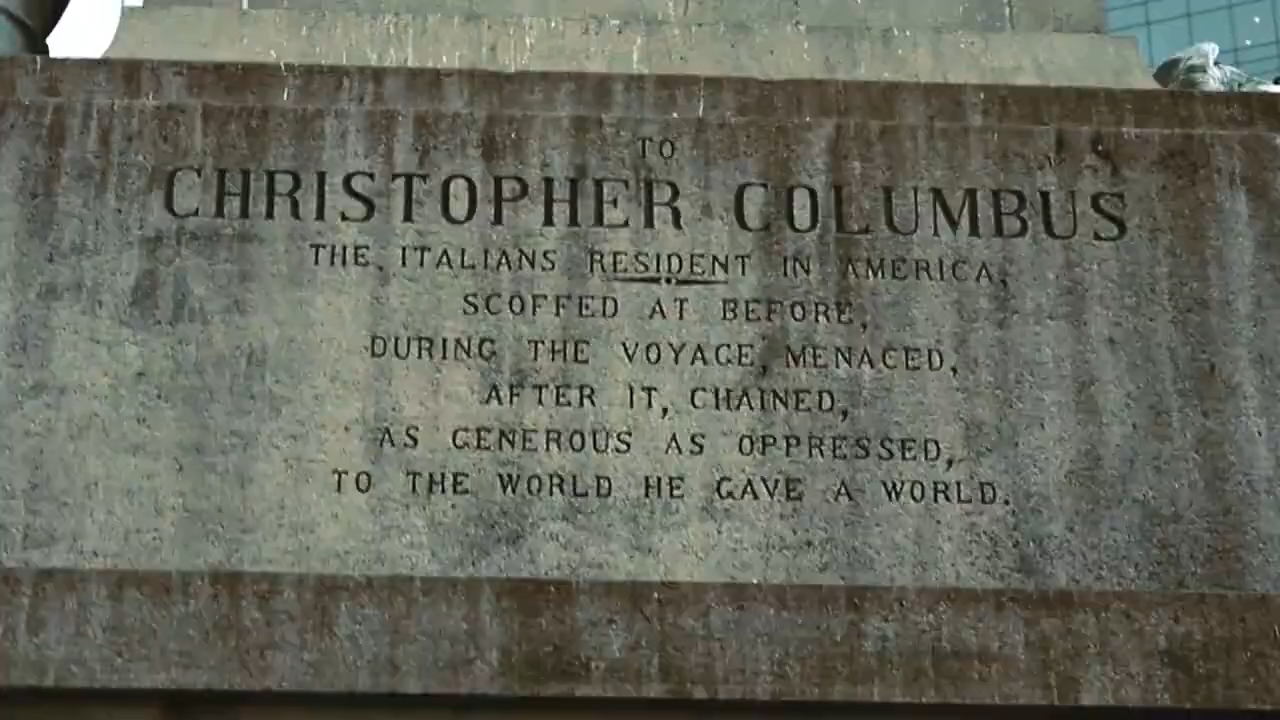 TO
CHRISTOPHER COLUMBUS
THE ITALIANS RESIDENT IN AMERICA,
SCOFFED AT BEFORE,
DURING THE VOYAGE, MENACED,
AFTER IT, CHAINED,
AS GENEROUS AS OPPRESSED,
TO THE WORLD HE GAVE A WORLD.